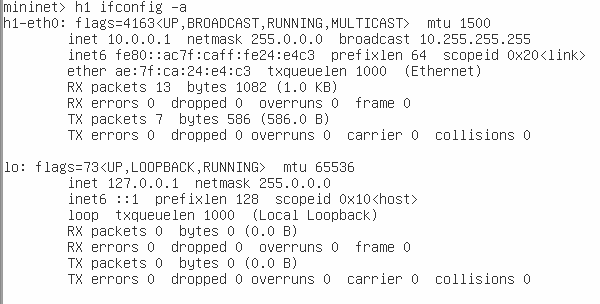 mininet> h1 ifconfig -a
h1-eth0: flags=4163<UP,BROADCAST,RUNNING,MULTICAST>  mtu 1500
        inet 10.0.0.1  netmask 255.0.0.0  broadcast 10.255.255.255
        inet6 fe80::ac7f:caff:fe24:e4c3  prefixlen 64  scopeid 0x20<link>
        ether ae:7f:ca:24:e4:c3  txqueuelen 1000  (Ethernet)
        RX packets 13  bytes 1082 (1.0 KB)
        RX errors 0  dropped 0  overruns 0  frame 0
        TX packets 7  bytes 586 (586.0 B)
        TX errors 0  dropped 0 overruns 0  carrier 0  collisions 0

lo: flags=73<UP,LOOPBACK,RUNNING>  mtu 65536
        inet 127.0.0.1  netmask 255.0.0.0
        inet6 ::1  prefixlen 128  scopeid 0x10<host>
        loop  txqueuelen 1000  (Local Loopback)
        RX packets 0  bytes 0 (0.0 B)
        RX errors 0  dropped 0  overruns 0  frame 0
        TX packets 0  bytes 0 (0.0 B)
        TX errors 0  dropped 0 overruns 0  carrier 0  collisions 0